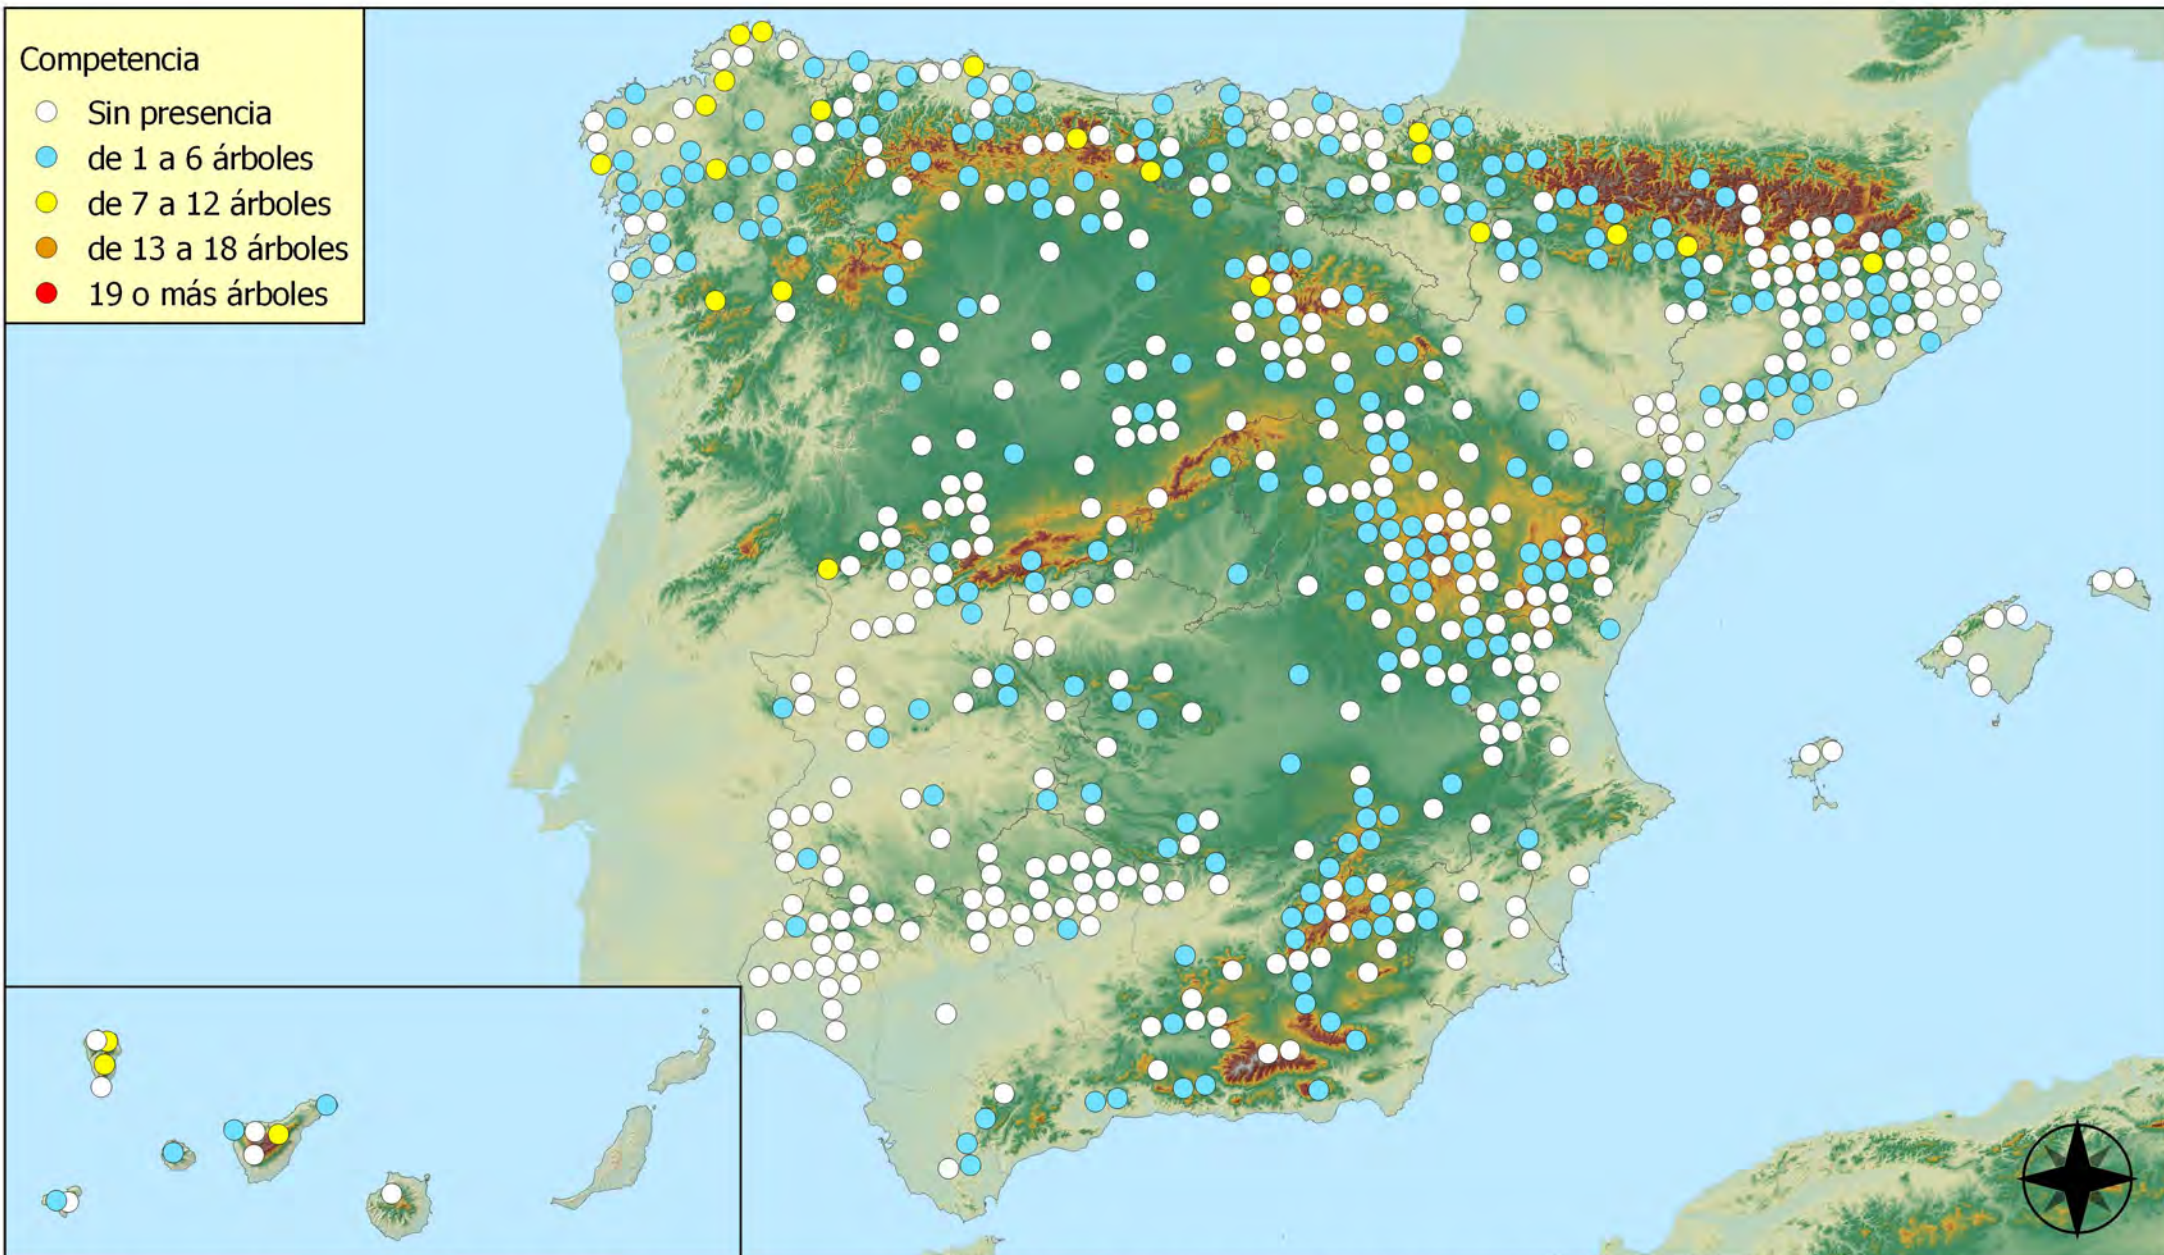 Competencia
Sin presencia
de 1 a 6 árboles
de 7 a 12 árboles
de 13 a 18 árboles
19 o más árboles